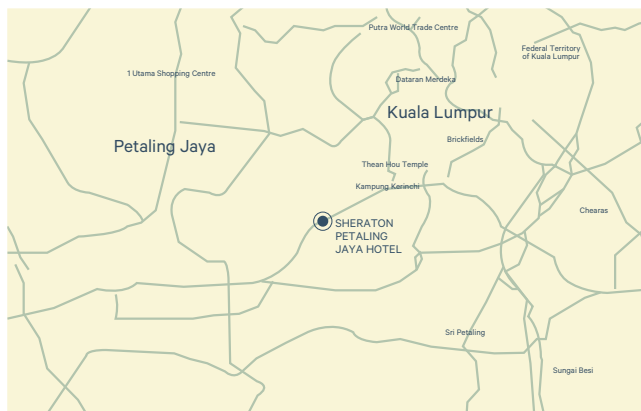 Putra World Trade Centre
Federal Territory
of Kuala Lumpur
1 Utama Shopping Centre
Dataran Merdeka
Kuala Lumpur
Petaling Jaya
Brickfields
Thean Hou Temple
Kampung Kerinchi
Chearas
SHERATON
PETALING
JAYA HOTEL
Sri Petaling
Sungai Besi